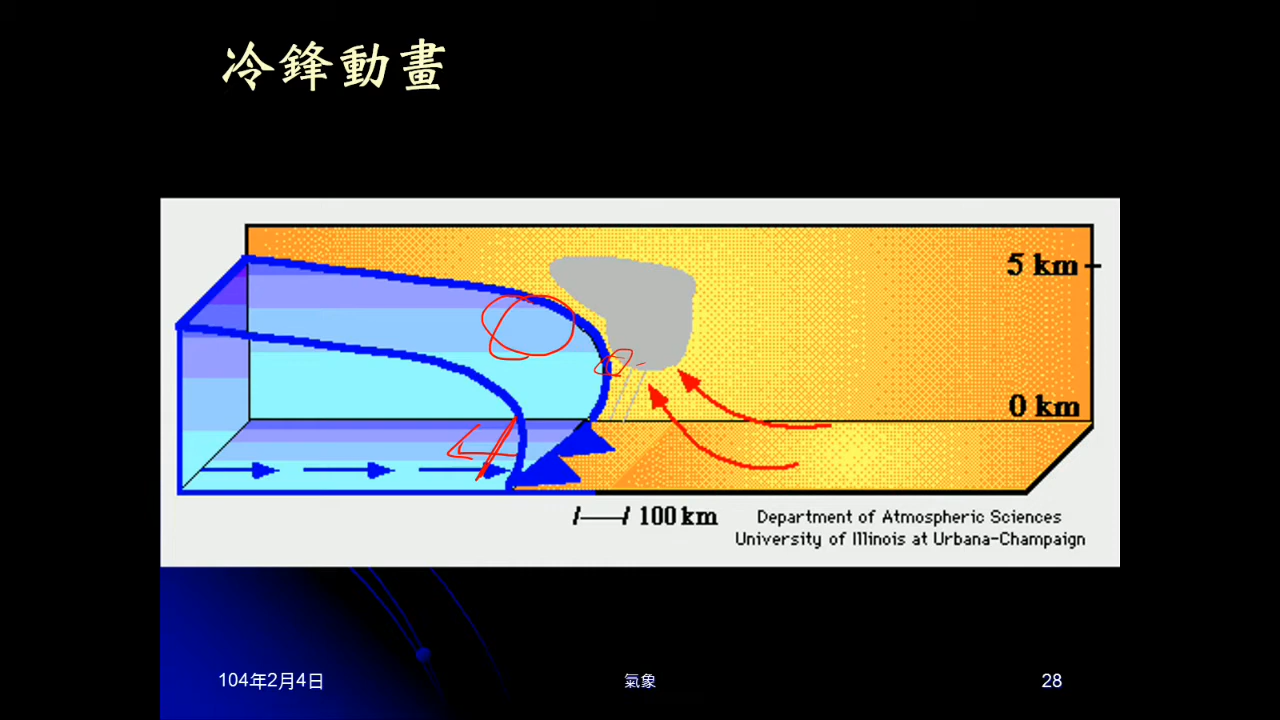 冷鋒動畫
5 km
0 km
100 km
Department of Atmospheric Sciences
University of Illinois at Urbana-Champaign
104年2月4日
氣象
28